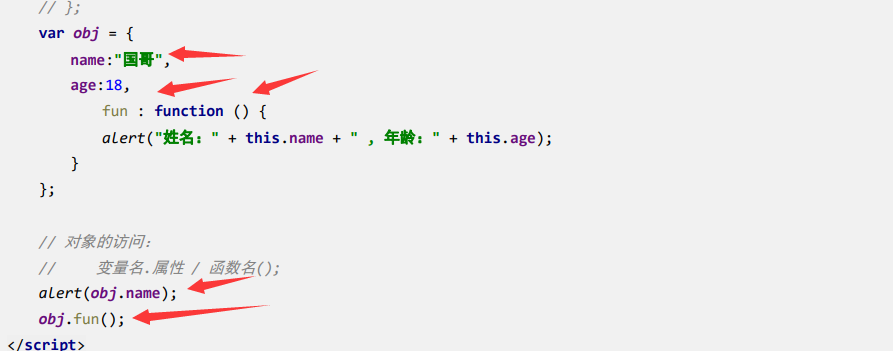 // };
var obj = {
name:"国哥",
age:18,
fun : function () {
alert("姓名：" + this.name + " , 年龄：" + this.age);
}
};
// 对象的访问：
// 变量名.属性 / 函数名();
alert(obj.name);
obj.fun();
</script>